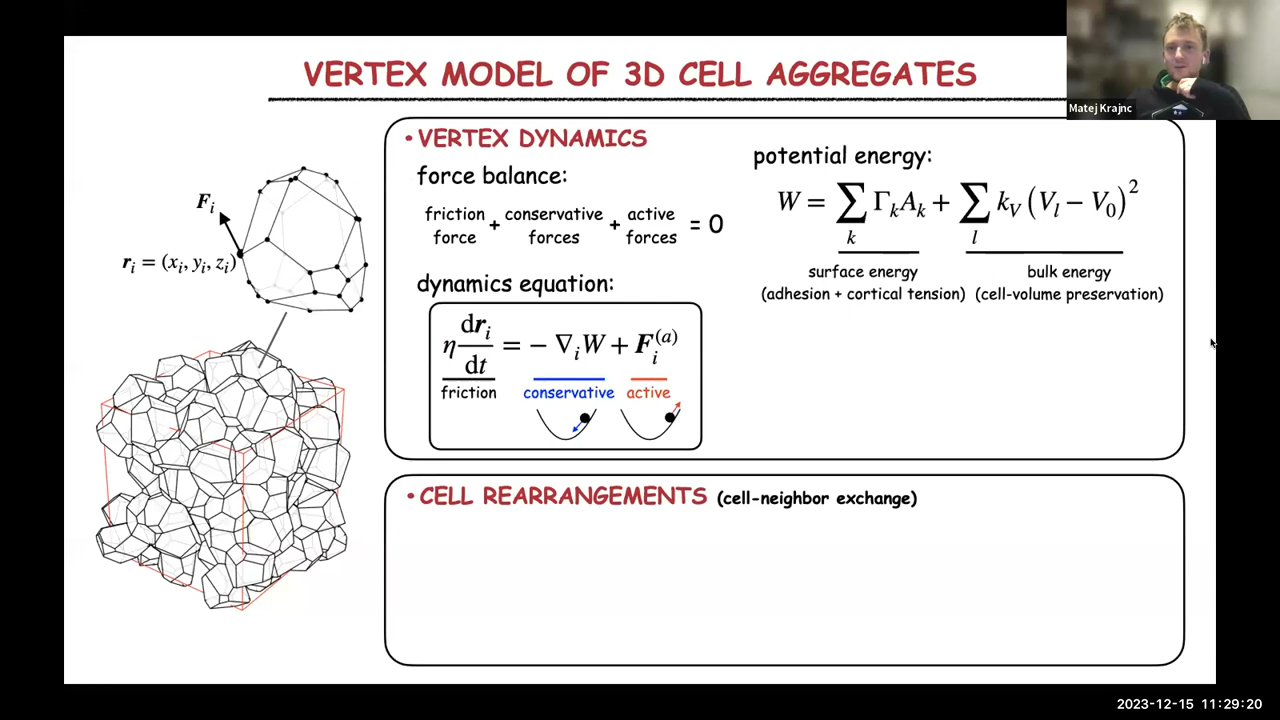 VERTEX MODEL OF 3D CELL AGGREGATES
Matej Krajnc
F_i
r_i = (x_i, y_i, z_i)
• VERTEX DYNAMICS
force balance:
friction force + conservative forces + active forces = 0
dynamics equation:
η dr_i/dt = − ∇_i W + F_i^(a)
friction conservative active
potential energy:
W = ∑_k Γ_k A_k + ∑_l k_V (V_l − V_0)^2
surface energy
(adhesion + cortical tension)
bulk energy
(cell-volume preservation)
• CELL REARRANGEMENTS (cell-neighbor exchange)
2023-12-15 11:29:20